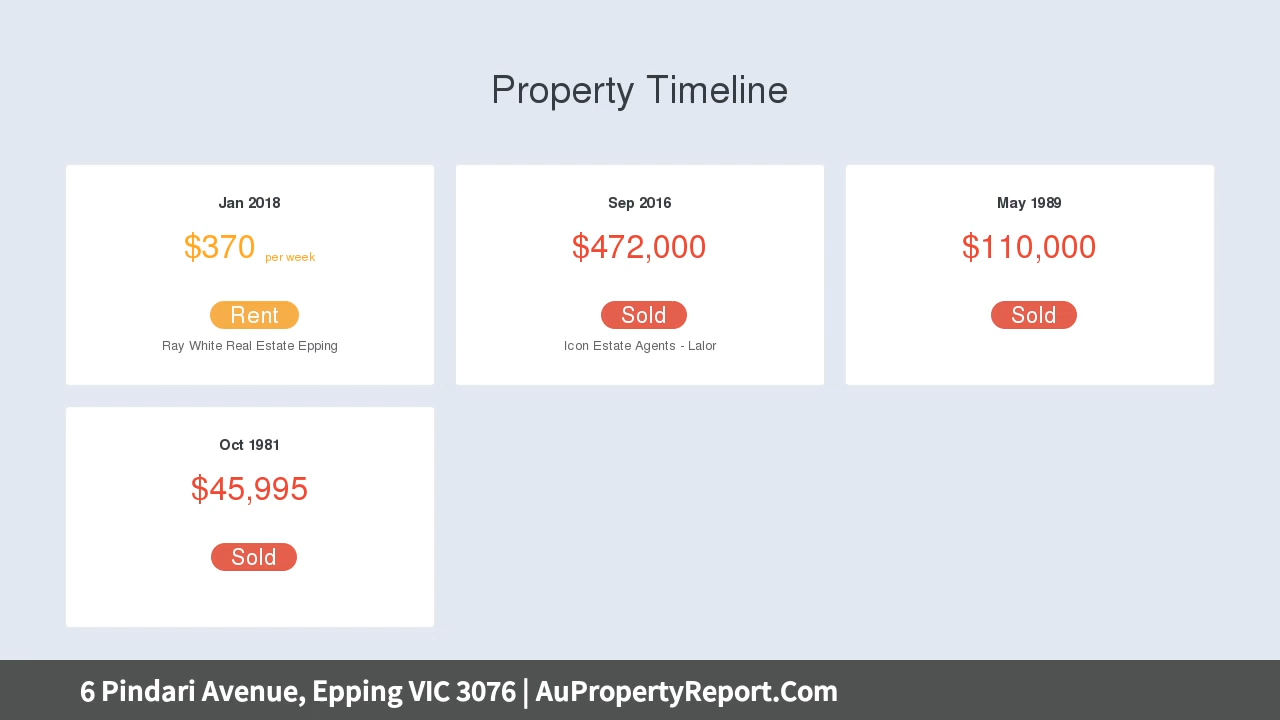 Property Timeline
Jan 2018
$370 per week
Rent
Ray White Real Estate Epping
Sep 2016
$472,000
Sold
Icon Estate Agents - Lalor
May 1989
$110,000
Sold
Oct 1981
$45,995
Sold
6 Pindari Avenue, Epping VIC 3076 | AuPropertyReport.Com